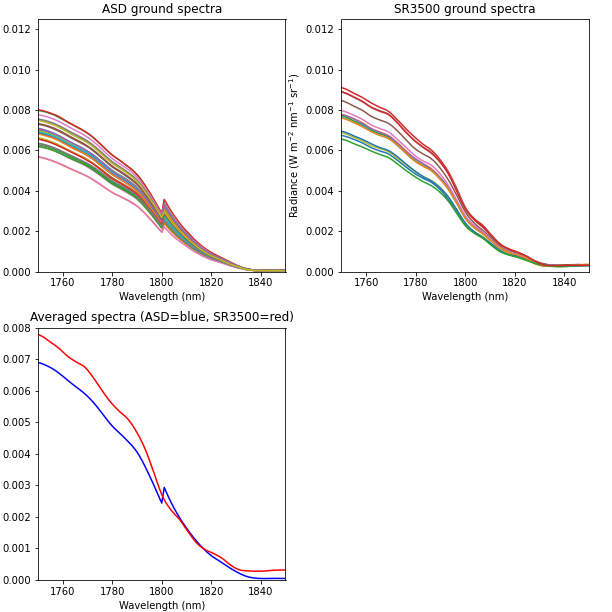 ASD ground spectra
0.012
0.010
0.008
0.006
0.004
0.002
0.000
1760 1780 1800 1820 1840
Wavelength (nm)
SR3500 ground spectra
Radiance (W m⁻² nm⁻¹ sr⁻¹)
0.012
0.010
0.008
0.006
0.004
0.002
0.000
1760 1780 1800 1820 1840
Wavelength (nm)
Averaged spectra (ASD=blue, SR3500=red)
0.008
0.007
0.006
0.005
0.004
0.003
0.002
0.001
0.000
1760 1780 1800 1820 1840
Wavelength (nm)